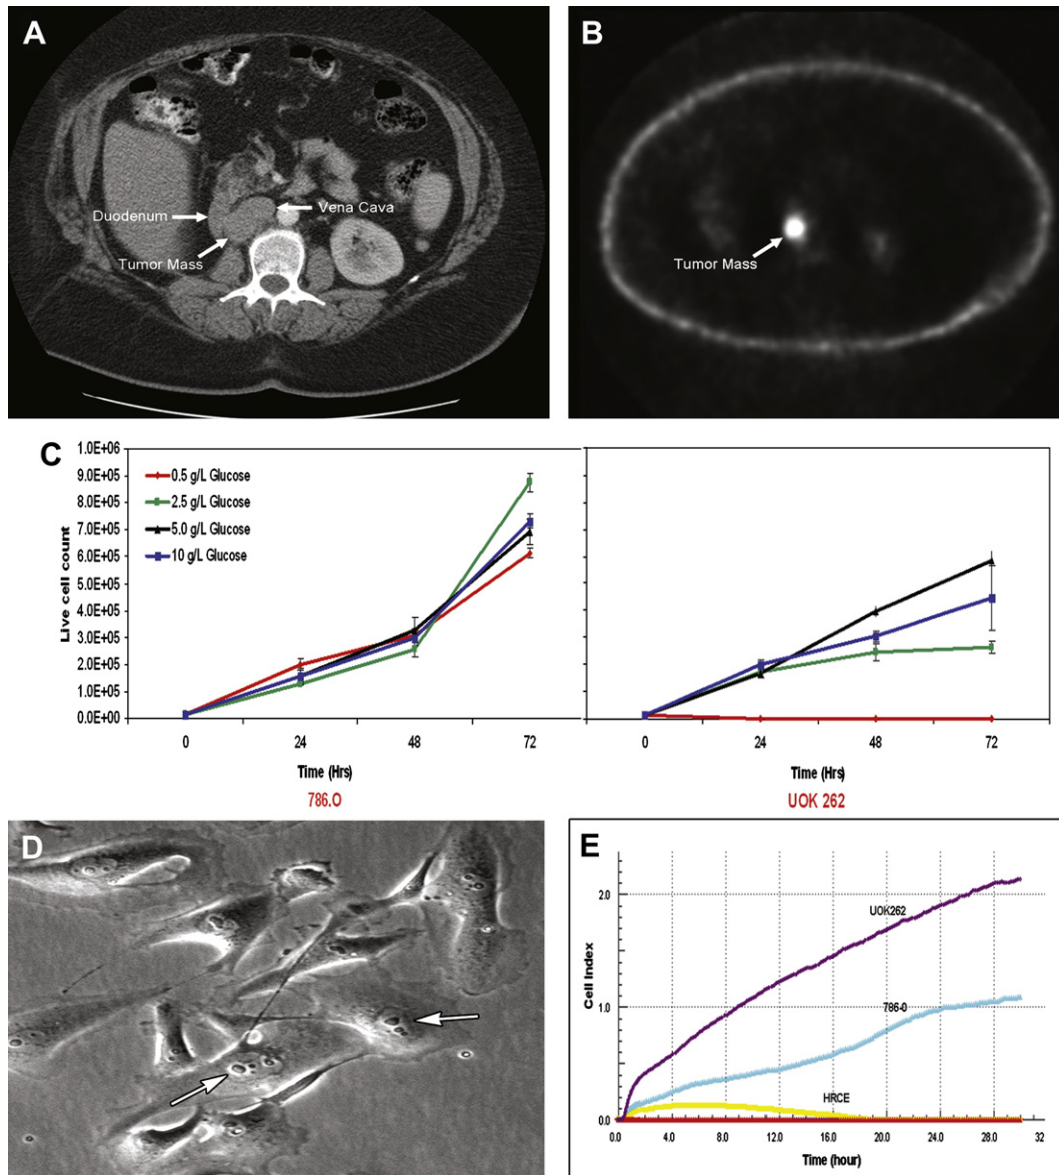 A
Duodenum
Vena Cava
Tumor Mass
B
Tumor Mass
C
1.0E+06
9.0E+05
8.0E+05
7.0E+05
6.0E+05
5.0E+05
4.0E+05
3.0E+05
2.0E+05
1.0E+05
0.0E+00
Live cell count
0.5 g/L Glucose
2.5 g/L Glucose
5.0 g/L Glucose
10 g/L Glucose
0 24 48 72
Time (Hrs)
786.O
0 24 48 72
Time (Hrs)
UOK 262
D
E
2.0
1.0
0.0
Cell Index
UOK262
786-0
HRCE
0.0 4.0 8.0 12.0 16.0 20.0 24.0 28.0 32
Time (hour)